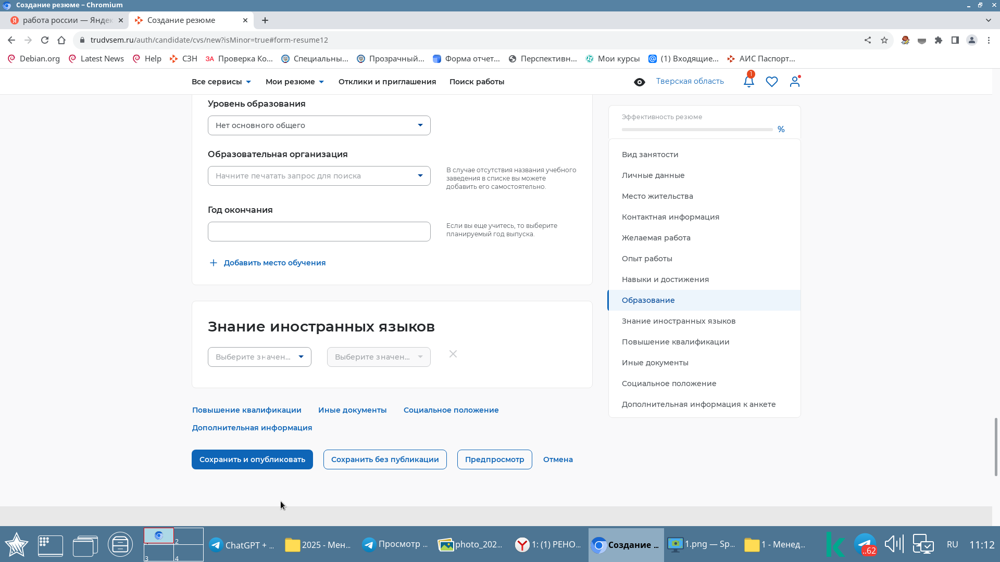 Создание резюме – Chromium
работа россии — Яндек
Создание резюме
trudvsem.ru/auth/candidate/cvs/new?isMinor=true#form-resume12
Debian.org
Latest News
Help
СЗН
ЗА Проверка Ко...
Специальны...
Прозрачный...
Форма отчет...
Перспективн...
Мои курсы
(1) Входящие...
АИС Паспорт...
Все сервисы
Мои резюме
Отклики и приглашения
Поиск работы
Тверская область
1
Уровень образования
Нет основного общего
Образовательная организация
Начните печатать запрос для поиска
В случае отсутствия названия учебного
заведения в списке вы можете
добавить его самостоятельно.
Год окончания
Если вы еще учитесь, то выберите
планируемый год выпуска.
Добавить место обучения
Знание иностранных языков
Выберите значен...
Выберите значен...
Повышение квалификации
Иные документы
Социальное положение
Дополнительная информация
Сохранить и опубликовать
Сохранить без публикации
Предпросмотр
Отмена
Эффективность резюме
%
Вид занятости
Личные данные
Место жительства
Контактная информация
Желаемая работа
Опыт работы
Навыки и достижения
Образование
Знание иностранных языков
Повышение квалификации
Иные документы
Социальное положение
Дополнительная информация к анкете
2
3
4
ChatGPT + ...
2025 - Мен...
Просмотр ...
photo_202...
1: (1) РЕНО...
Создание ...
1.png — Sp...
1 - Менед...
..62
RU
11:12